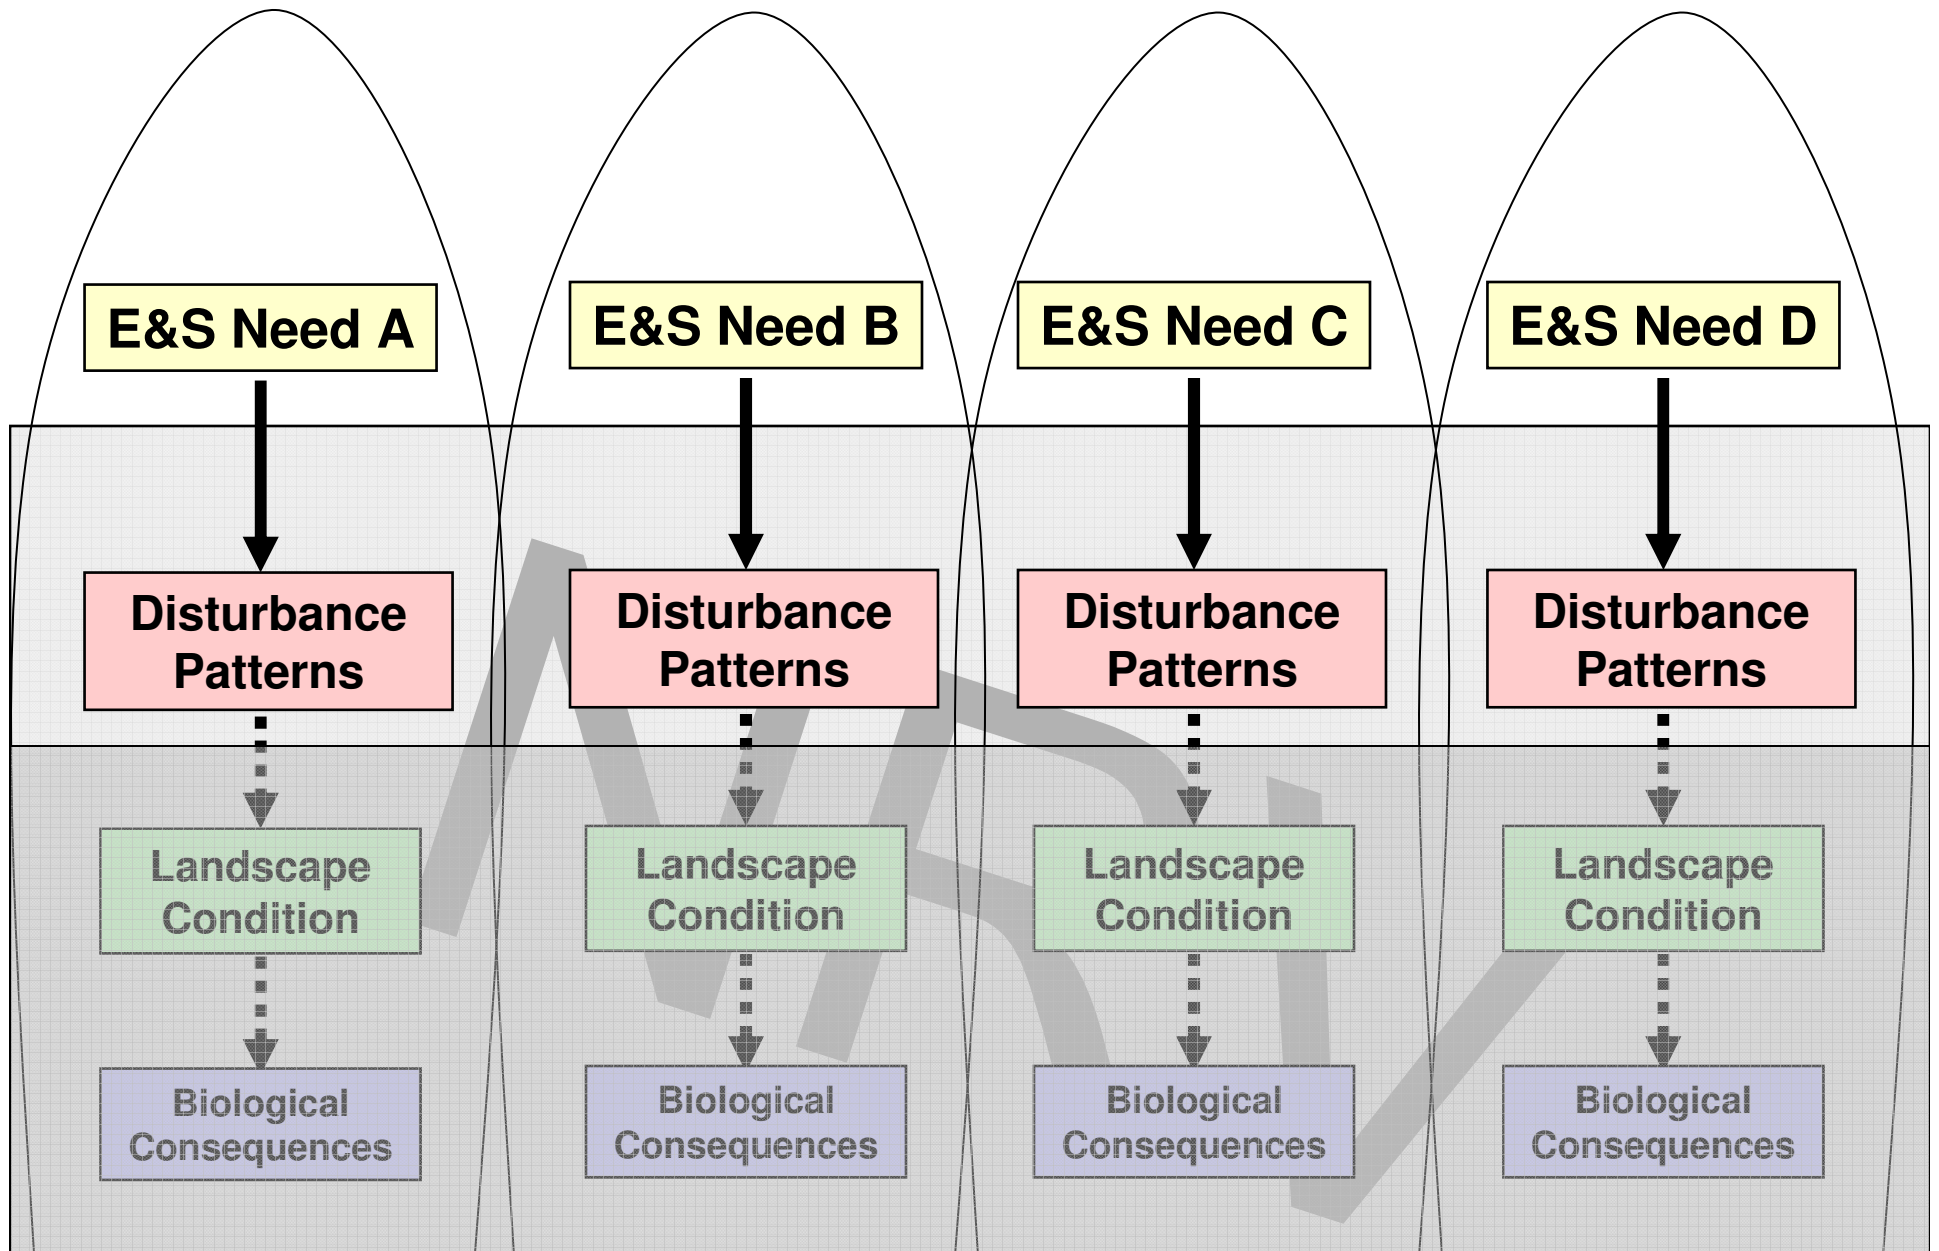 E&S Need A
E&S Need B
E&S Need C
E&S Need D
Disturbance
Patterns
Disturbance
Patterns
Disturbance
Patterns
Disturbance
Patterns
NRV
Landscape
Condition
Landscape
Condition
Landscape
Condition
Landscape
Condition
Biological
Consequences
Biological
Consequences
Biological
Consequences
Biological
Consequences